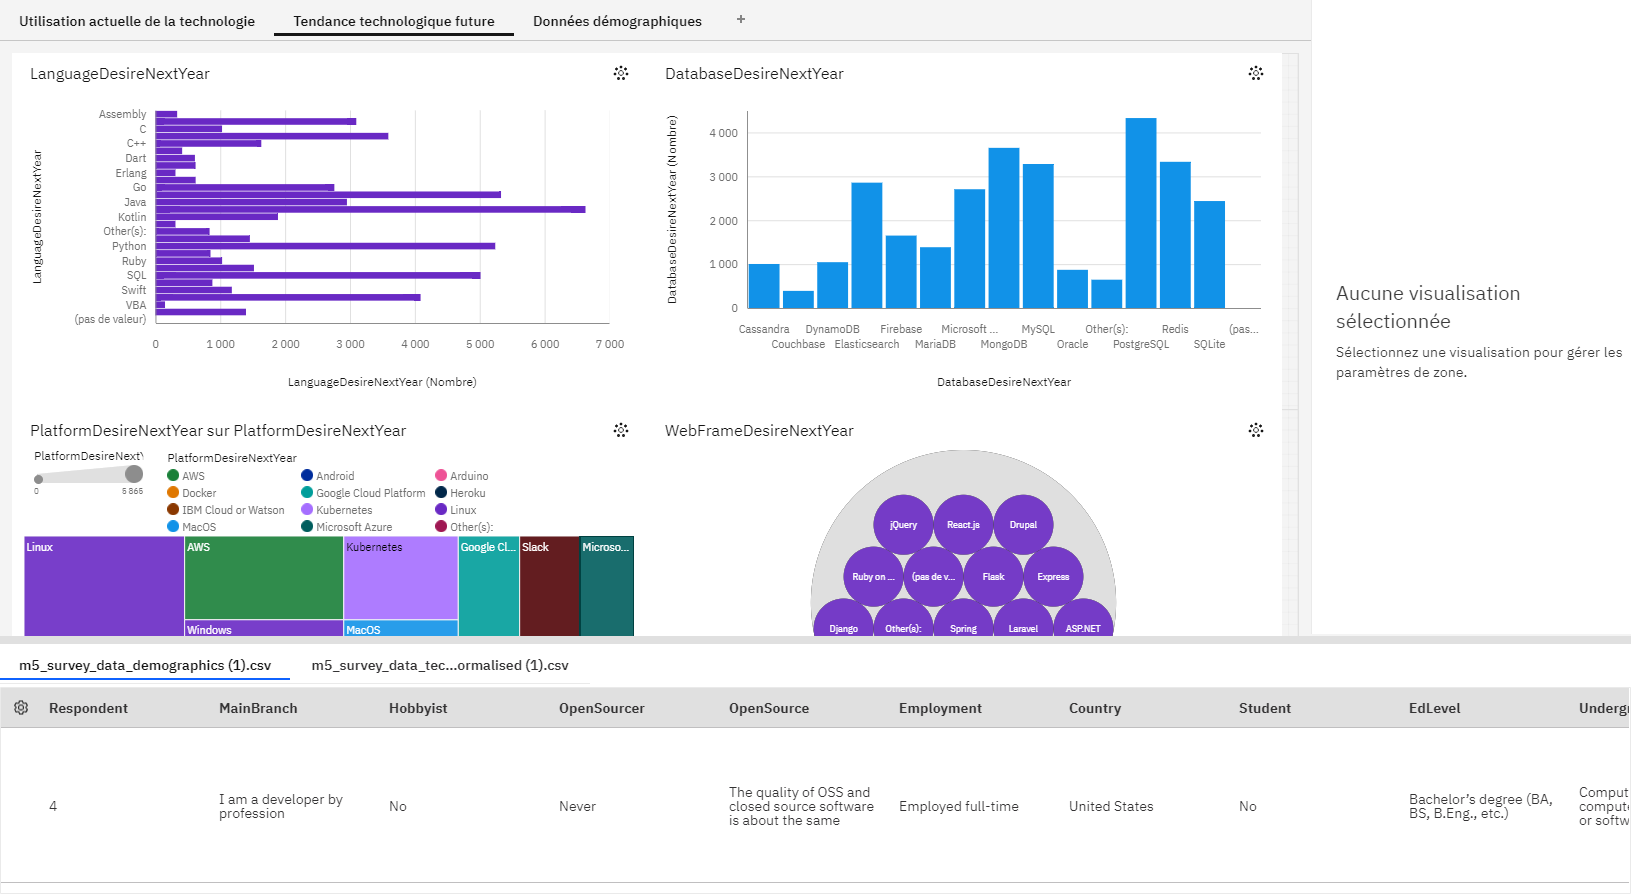 Utilisation actuelle de la technologie
Tendance technologique future
Données démographiques
+
LanguageDesireNextYear
LanguageDesireNextYear
Assembly
C
C++
Dart
Erlang
Go
Java
Kotlin
Other(s):
Python
Ruby
SQL
Swift
VBA
(pas de valeur)
0 1 000 2 000 3 000 4 000 5 000 6 000 7 000
LanguageDesireNextYear (Nombre)
DatabaseDesireNextYear
DatabaseDesireNextYear (Nombre)
4 000
3 000
2 000
1 000
0
Cassandra DynamoDB Firebase Microsoft ... MySQL Other(s): Redis (pas...
Couchbase Elasticsearch MariaDB MongoDB Oracle PostgreSQL SQLite
DatabaseDesireNextYear
Aucune visualisation
sélectionnée
Sélectionnez une visualisation pour gérer les
paramètres de zone.
PlatformDesireNextYear sur PlatformDesireNextYear
PlatformDesireNextY
0 5 865
PlatformDesireNextYear
AWS Android Arduino
Docker Google Cloud Platform Heroku
IBM Cloud or Watson Kubernetes Linux
MacOS Microsoft Azure Other(s):
Linux AWS Kubernetes Google Cl... Slack Microso...
Windows MacOS
WebFrameDesireNextYear
jQuery React.js Drupal
Ruby on ... (pas de v... Flask Express
Django Other(s): Spring Laravel ASP.NET
m5_survey_data_demographics (1).csv
m5_survey_data_tec...ormalised (1).csv
Respondent MainBranch Hobbyist OpenSourcer OpenSource Employment Country Student EdLevel Undergr
4
I am a developer by
profession
No
Never
The quality of OSS and
closed source software
is about the same
Employed full-time
United States
No
Bachelor’s degree (BA,
BS, B.Eng., etc.)
Comput
compute
or softw